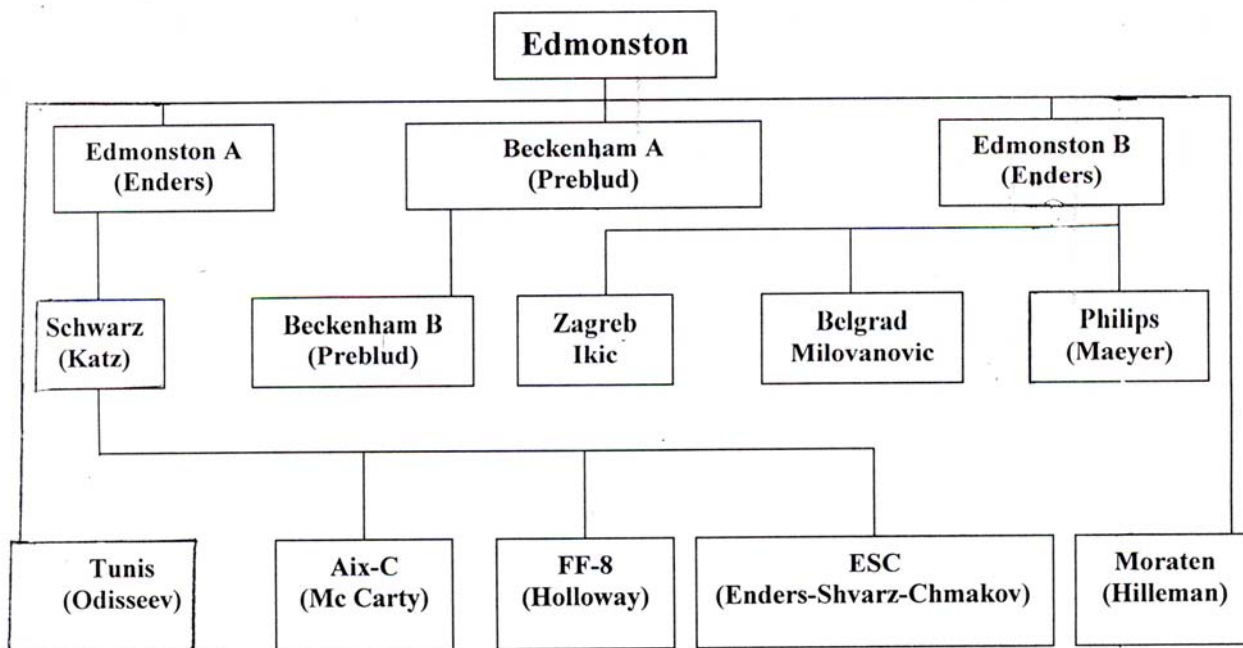 Edmonston
Edmonston A
(Enders)
Beckenham A
(Preblud)
Edmonston B
(Enders)
Schwarz
(Katz)
Beckenham B
(Preblud)
Zagreb
Ikic
Belgrad
Milovanovic
Philips
(Maeyer)
Tunis
(Odisseev)
Aix-C
(Mc Carty)
FF-8
(Holloway)
ESC
(Enders-Shvarz-Chmakov)
Moraten
(Hilleman)